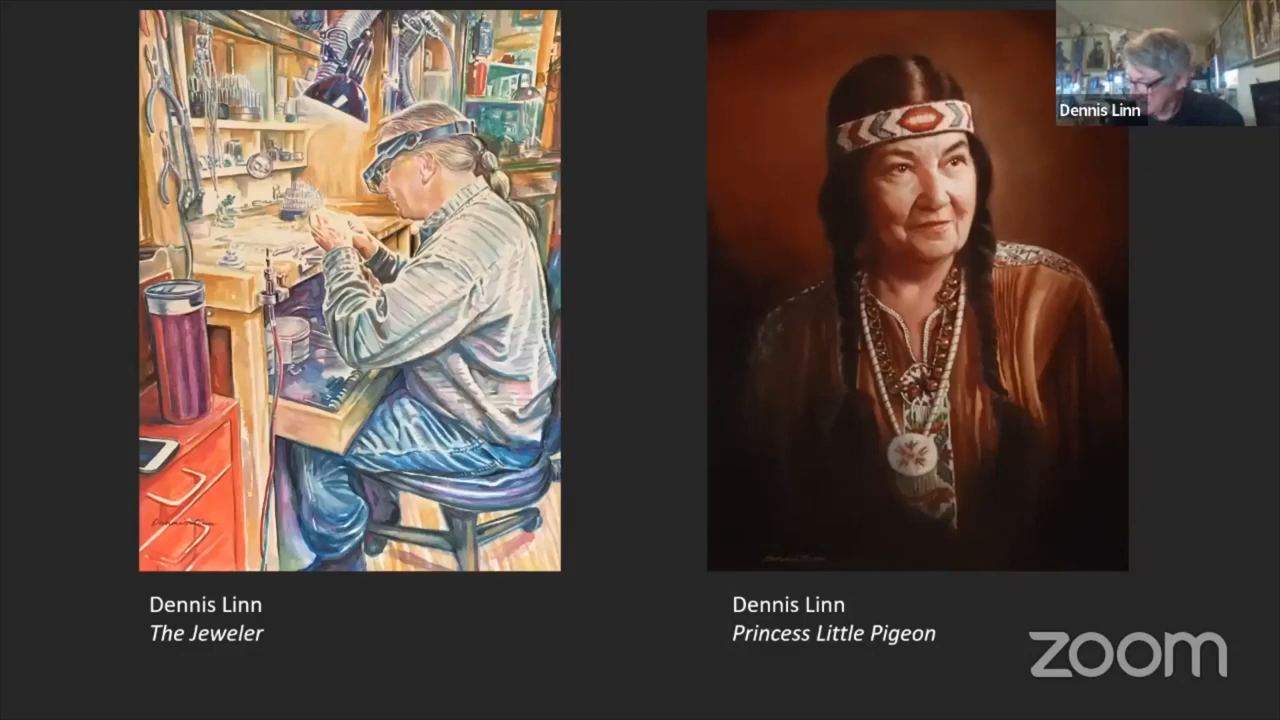 Dennis Linn
Dennis Linn
The Jeweler
Dennis Linn
Princess Little Pigeon
zoom